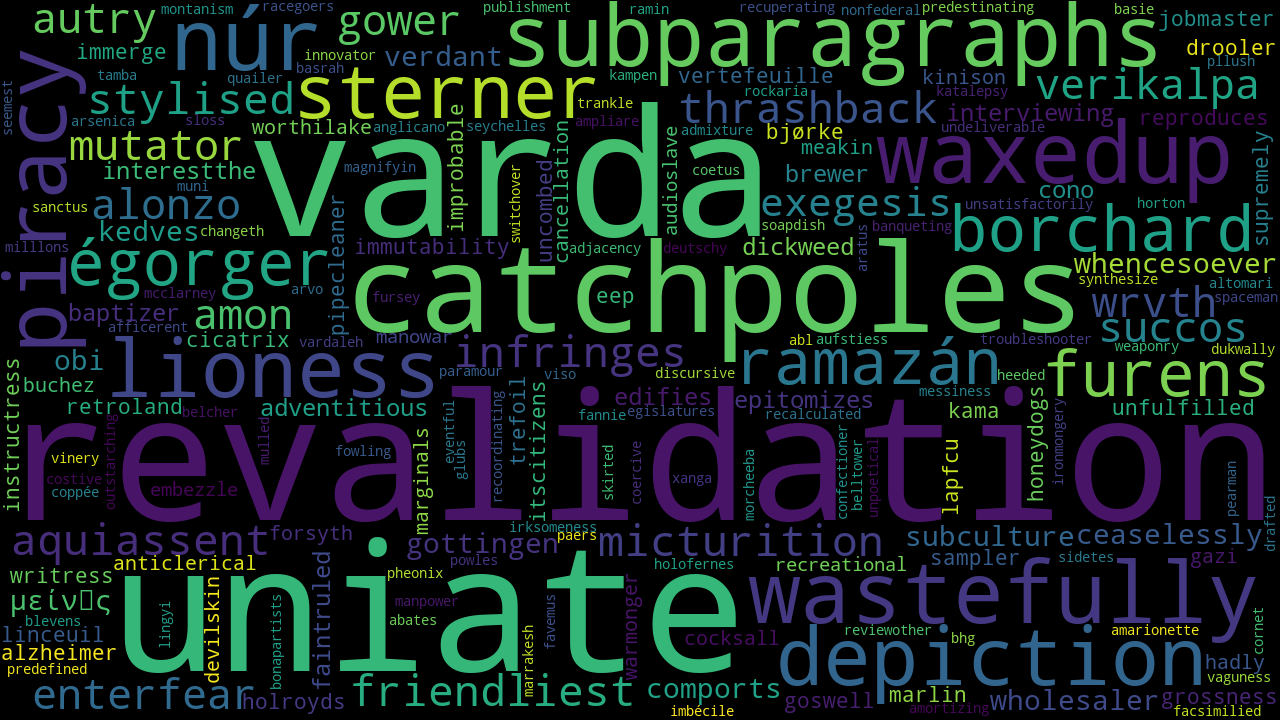 montanism
racegoers
publishment
ramin
recuperating
predestinating
basie
autry
núr
gower
subparagraphs
nonfederal
jobmaster
immerge
innovator
verdant
drooler
basrah
tamba
quailer
kampen
vertefeuille
kinison
pilush
piracy
seemest
stylised
sterner
rockaria
katalepsy
verikalpa
trankle
thrashback
interviewing
arsenica
sloss
worthilake
anglicano
seychelles
ampliare
admixture
bjørke
undeliverable
reproduces
mutator
improbable
cancellation
audioslave
meakin
waxedup
supremely
interestthe
magnifyin
varda
coetus
brewer
muni
switchover
uncombed
cono
sanctus
alonzo
exegesis
unsatisfactorily
horton
kedves
changeth
pipecleaner
soapdish
banqueting
borchard
milllons
immutability
adjacency
deutschy
dickweed
aratus
whencesoever
égorger
catchpoles
synthesize
altomari
mcclarney
arvo
fursey
eep
wrvth
spaceman
baptizer
amon
afficerent
cicatrix
vardaleh
manowar
abl
aufstiess
troubleshooter
succos
weaponry
dukwally
obi
lioness
infringes
ramazán
buchez
paramour
viso
discursive
messiness
heeded
furens
instructress
retroland
belcher
adventitious
eventful
trefoil
fannie
edifies
egislatures
epitomizes
recalculated
kama
honeydogs
unfulfilled
vinery
mulled
fowling
marginals
glubs
recoordinating
itscitizens
skirted
coercive
xanga
morcheeba
confectioner
belltower
unpoetical
lapfcu
ironmongery
pearman
costive
coppée
outstarching
embezzle
revalidation
drafted
aquiassent
forsyth
gottingen
irksomeness
paers
micturition
subculture
ceaselessly
anticlerical
powles
holofernes
recreational
sampler
sidetes
gazi
writress
pheonix
uniate
wastefully
devilskin
bonapartists
faintruled
manpower
abates
favemus
warmonger
lingyi
blevens
linceuil
cocksall
reviewother
bhg
amarionette
cornet
alzheimer
marrakesh
depiction
hadly
predefined
vaguness
enterfear
holroyds
friendliest
comports
goswell
marlin
wholesaler
grossness
imbecile
amortizing
facsimilied